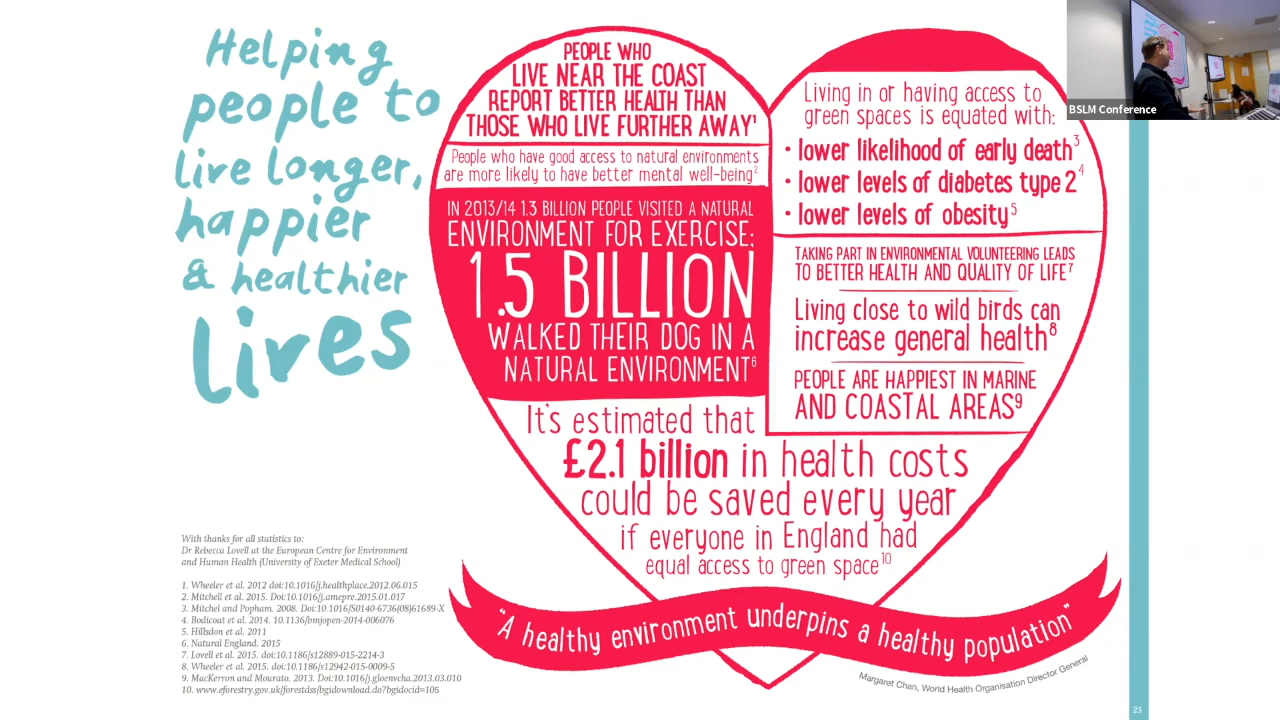 Helping
people to
live longer,
happier
& healthier
lives
PEOPLE WHO
LIVE NEAR THE COAST
REPORT BETTER HEALTH THAN
THOSE WHO LIVE FURTHER AWAY¹
People who have good access to natural environments
are more likely to have better mental well-being²
IN 2013/14 1.3 BILLION PEOPLE VISITED A NATURAL
ENVIRONMENT FOR EXERCISE;
1.5 BILLION
WALKED THEIR DOG IN A
NATURAL ENVIRONMENT⁶
Living in or having access to
green spaces is equated with:
• lower likelihood of early death³
• lower levels of diabetes type 2⁴
• lower levels of obesity⁵
TAKING PART IN ENVIRONMENTAL VOLUNTEERING LEADS
TO BETTER HEALTH AND QUALITY OF LIFE⁷
Living close to wild birds can
increase general health⁸
PEOPLE ARE HAPPIEST IN MARINE
AND COASTAL AREAS⁹
It's estimated that
£2.1 billion in health costs
could be saved every year
if everyone in England had
equal access to green space¹⁰
"A healthy environment underpins a healthy population"
Margaret Chan, World Health Organisation Director General
With thanks for all statistics to:
Dr Rebecca Lovell at the European Centre for Environment
and Human Health (University of Exeter Medical School)
1. Wheeler et al. 2012 doi:10.1016/j.healthplace.2012.06.015
2. Mitchell et al. 2015. Doi:10.1016/j.amepre.2015.01.017
3. Mitchel and Popham. 2008. Doi:10.1016/S0140-6736(08)61689-X
4. Bodicoat et al. 2014. 10.1136/bmjopen-2014-006076
5. Hillsdon et al. 2011
6. Natural England. 2015
7. Lovell et al. 2015. doi:10.1186/s12889-015-2214-3
8. Wheeler et al. 2015. doi:10.1186/s12942-015-0009-5
9. MacKerron and Mourato. 2013. Doi:10.1016/j.gloenvcha.2013.03.010
10. www.eforestry.gov.uk/forestdss/bgidownload.do?bgidocid=106
BSLM Conference
25